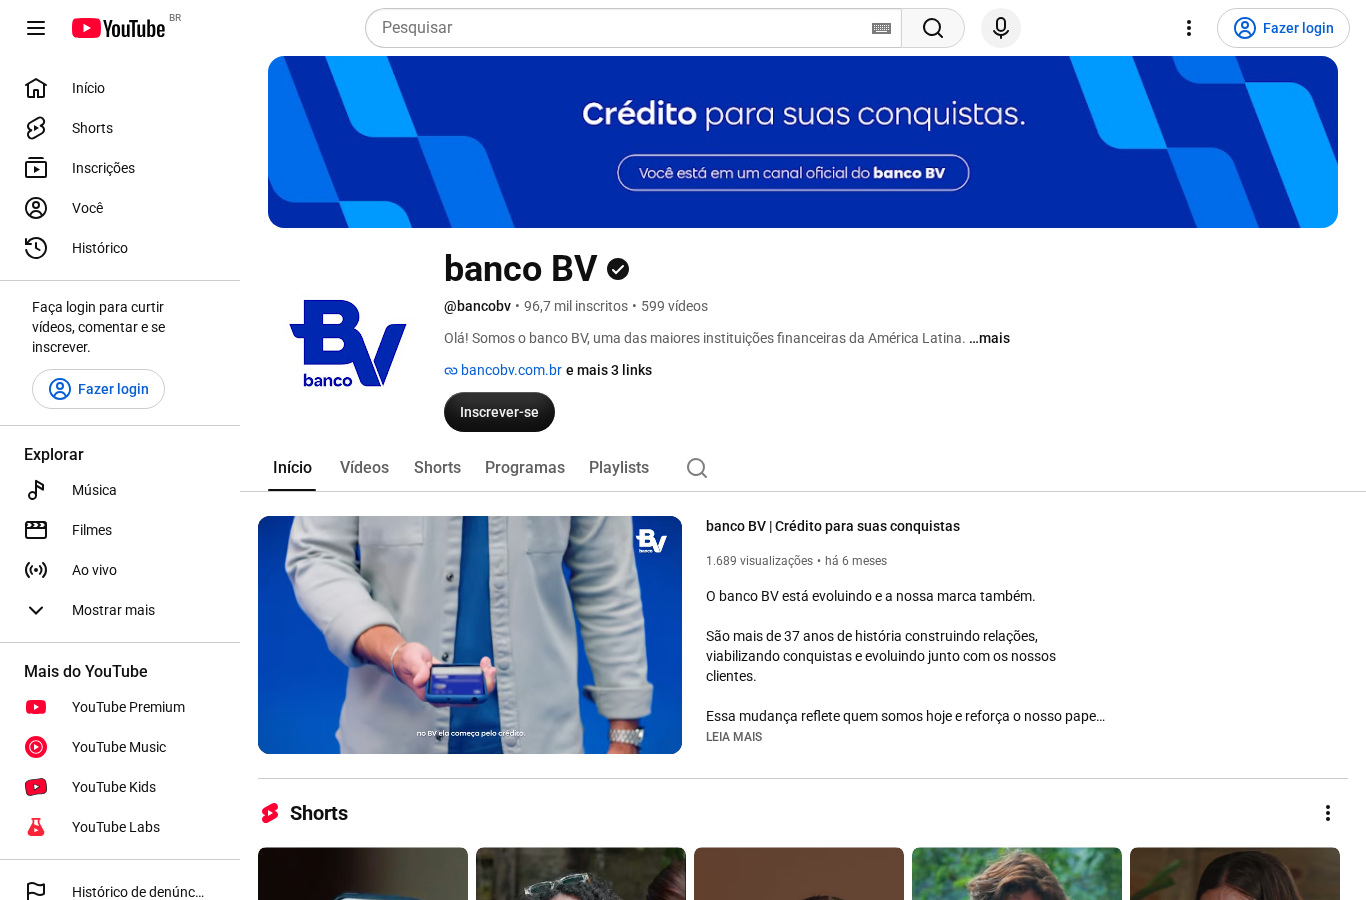 YouTube BR
Pesquisar
Fazer login
Início
Shorts
Inscrições
Você
Histórico
Faça login para curtir
vídeos, comentar e se
inscrever.
Fazer login
Explorar
Música
Filmes
Ao vivo
Mostrar mais
Mais do YouTube
YouTube Premium
YouTube Music
YouTube Kids
YouTube Labs
Histórico de denúnc...
Crédito para suas conquistas.
Você está em um canal oficial do banco BV
BV
banco
banco BV
@bancobv • 96,7 mil inscritos • 599 vídeos
Olá! Somos o banco BV, uma das maiores instituições financeiras da América Latina. ...mais
bancobv.com.br e mais 3 links
Inscrever-se
Início Vídeos Shorts Programas Playlists
BV
banco
no BV ela começa pelo crédito.
banco BV | Crédito para suas conquistas
1.689 visualizações • há 6 meses
O banco BV está evoluindo e a nossa marca também.
São mais de 37 anos de história construindo relações,
viabilizando conquistas e evoluindo junto com os nossos
clientes.
Essa mudança reflete quem somos hoje e reforça o nosso pape...
LEIA MAIS
Shorts